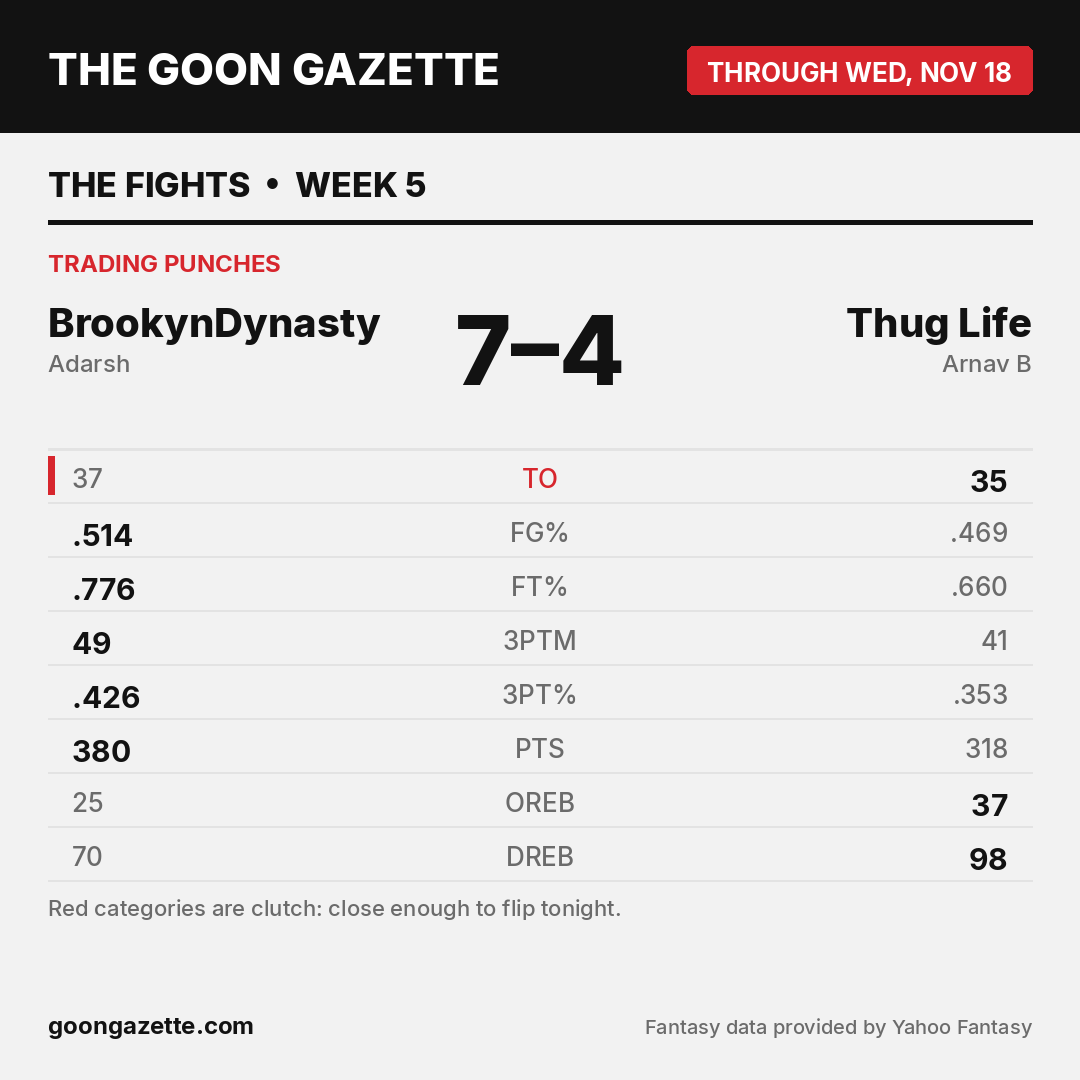 THE GOON GAZETTE
THROUGH WED, NOV 18
THE FIGHTS • WEEK 5
TRADING PUNCHES
BrookynDynasty 7–4 Thug Life
Adarsh Arnav B
37 TO 35
.514 FG% .469
.776 FT% .660
49 3PTM 41
.426 3PT% .353
380 PTS 318
25 OREB 37
70 DREB 98
Red categories are clutch: close enough to flip tonight.
goongazette.com Fantasy data provided by Yahoo Fantasy